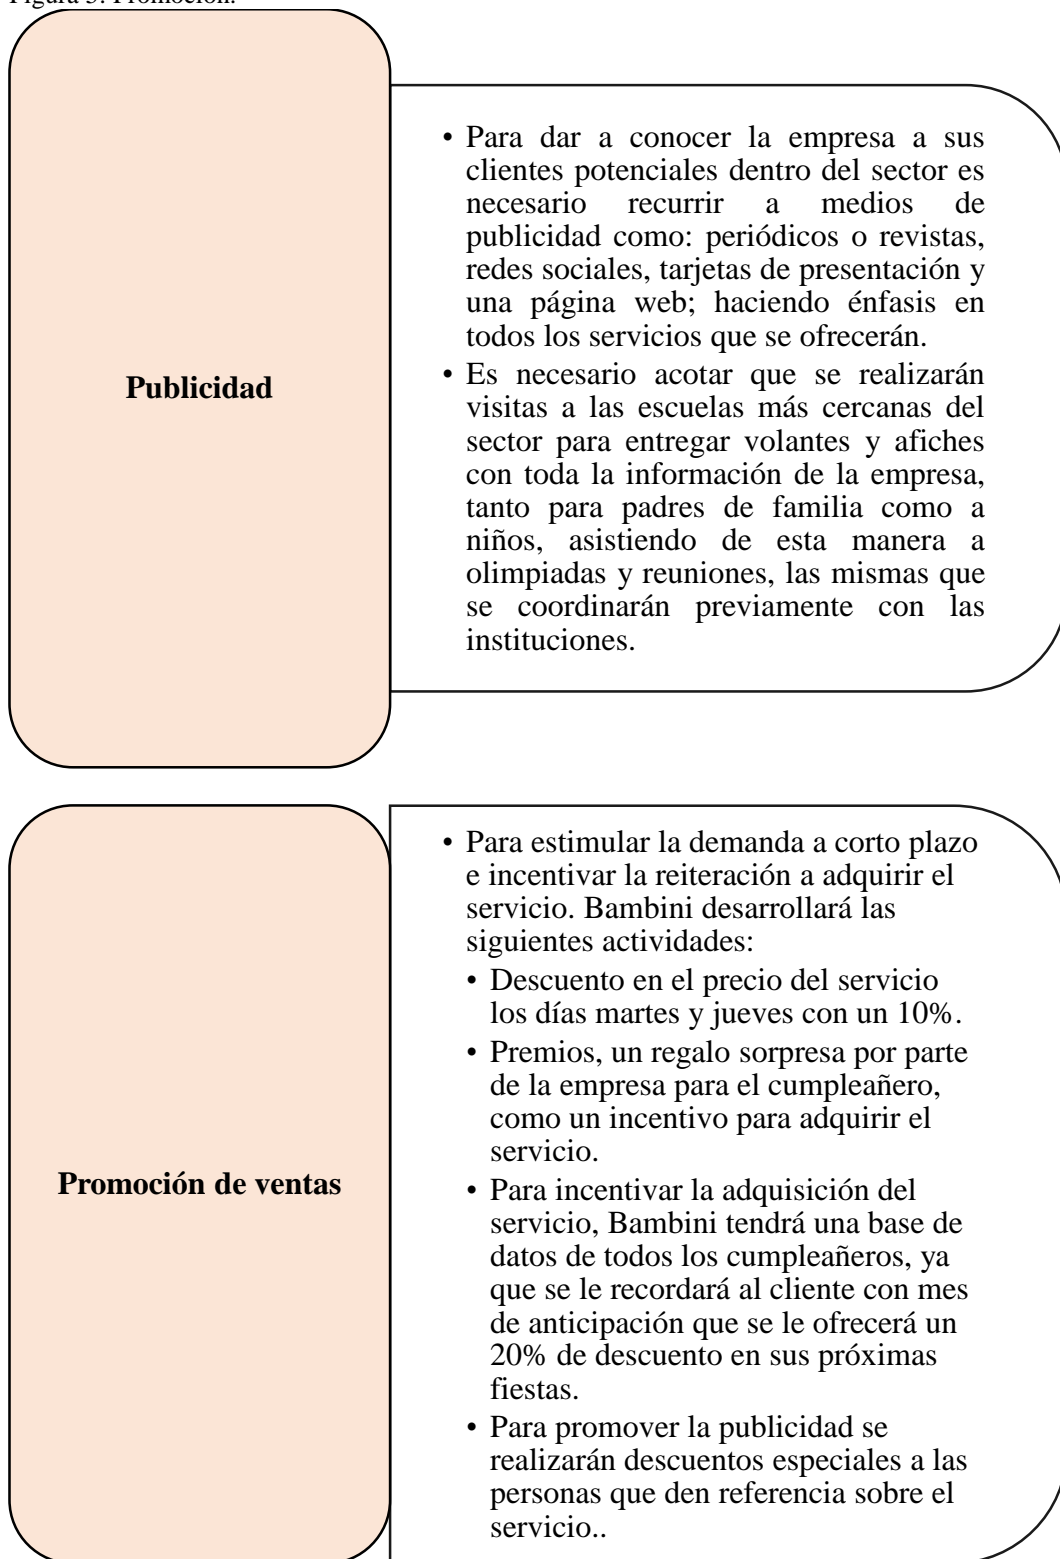 Publicidad
• Para dar a conocer la empresa a sus
clientes potenciales dentro del sector es
necesario recurrir a medios de
publicidad como: periódicos o revistas,
redes sociales, tarjetas de presentación y
una página web; haciendo énfasis en
todos los servicios que se ofrecerán.
• Es necesario acotar que se realizarán
visitas a las escuelas más cercanas del
sector para entregar volantes y afiches
con toda la información de la empresa,
tanto para padres de familia como a
niños, asistiendo de esta manera a
olimpiadas y reuniones, las mismas que
se coordinarán previamente con las
instituciones.
Promoción de ventas
• Para estimular la demanda a corto plazo
e incentivar la reiteración a adquirir el
servicio. Bambini desarrollará las
siguientes actividades:
• Descuento en el precio del servicio
los días martes y jueves con un 10%.
• Premios, un regalo sorpresa por parte
de la empresa para el cumpleañero,
como un incentivo para adquirir el
servicio.
• Para incentivar la adquisición del
servicio, Bambini tendrá una base de
datos de todos los cumpleañeros, ya
que se le recordará al cliente con mes
de anticipación que se le ofrecerá un
20% de descuento en sus próximas
fiestas.
• Para promover la publicidad se
realizarán descuentos especiales a las
personas que den referencia sobre el
servicio..